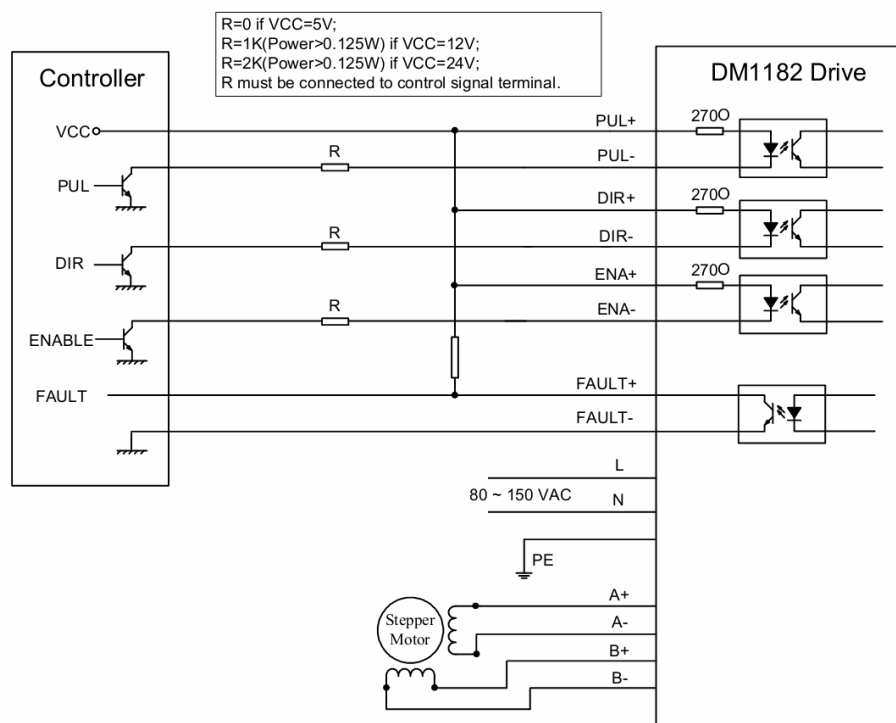 R=0 if VCC=5V;
R=1K(Power>0.125W) if VCC=12V;
R=2K(Power>0.125W) if VCC=24V;
R must be connected to control signal terminal.
Controller
DM1182 Drive
VCC
PUL+
270O
R
PUL-
PUL
DIR+
270O
R
DIR-
DIR
ENA+
270O
R
ENA-
ENABLE
FAULT
FAULT+
FAULT-
L
80 ~ 150 VAC
N
PE
A+
Stepper
Motor
A-
B+
B-